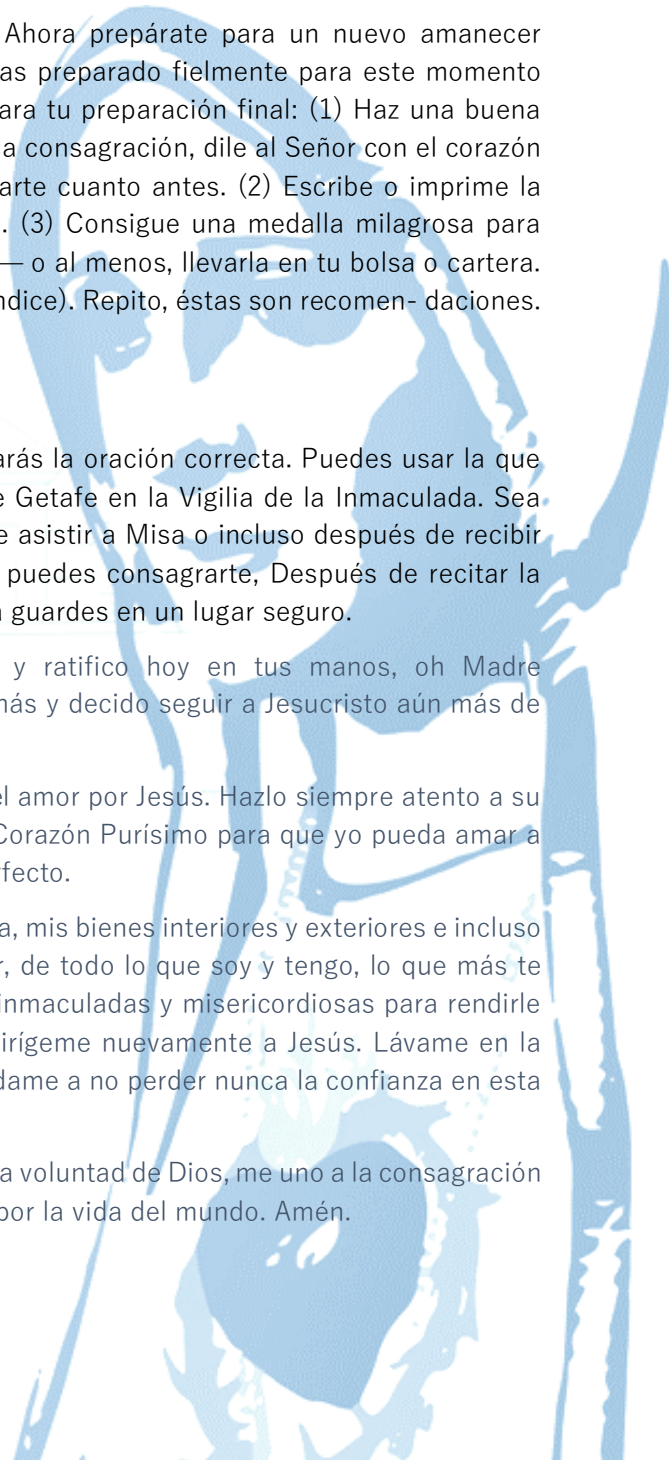 Ahora prepárate para un nuevo amanecer
as preparado fielmente para este momento
ara tu preparación final: (1) Haz una buena
a consagración, dile al Señor con el corazón
arte cuanto antes. (2) Escribe o imprime la
. (3) Consigue una medalla milagrosa para
— o al menos, llevarla en tu bolsa o cartera.
ndice). Repito, éstas son recomen- daciones.
arás la oración correcta. Puedes usar la que
e Getafe en la Vigilia de la Inmaculada. Sea
e asistir a Misa o incluso después de recibir
puedes consagrarte, Después de recitar la
a guardes en un lugar seguro.
y ratifico hoy en tus manos, oh Madre
más y decido seguir a Jesucristo aún más de
el amor por Jesús. Hazlo siempre atento a su
Corazón Purísimo para que yo pueda amar a
fecto.
a, mis bienes interiores y exteriores e incluso
r, de todo lo que soy y tengo, lo que más te
inmaculadas y misericordiosas para rendirle
irígeme nuevamente a Jesús. Lávame en la
dame a no perder nunca la confianza en esta
a voluntad de Dios, me uno a la consagración
por la vida del mundo. Amén.